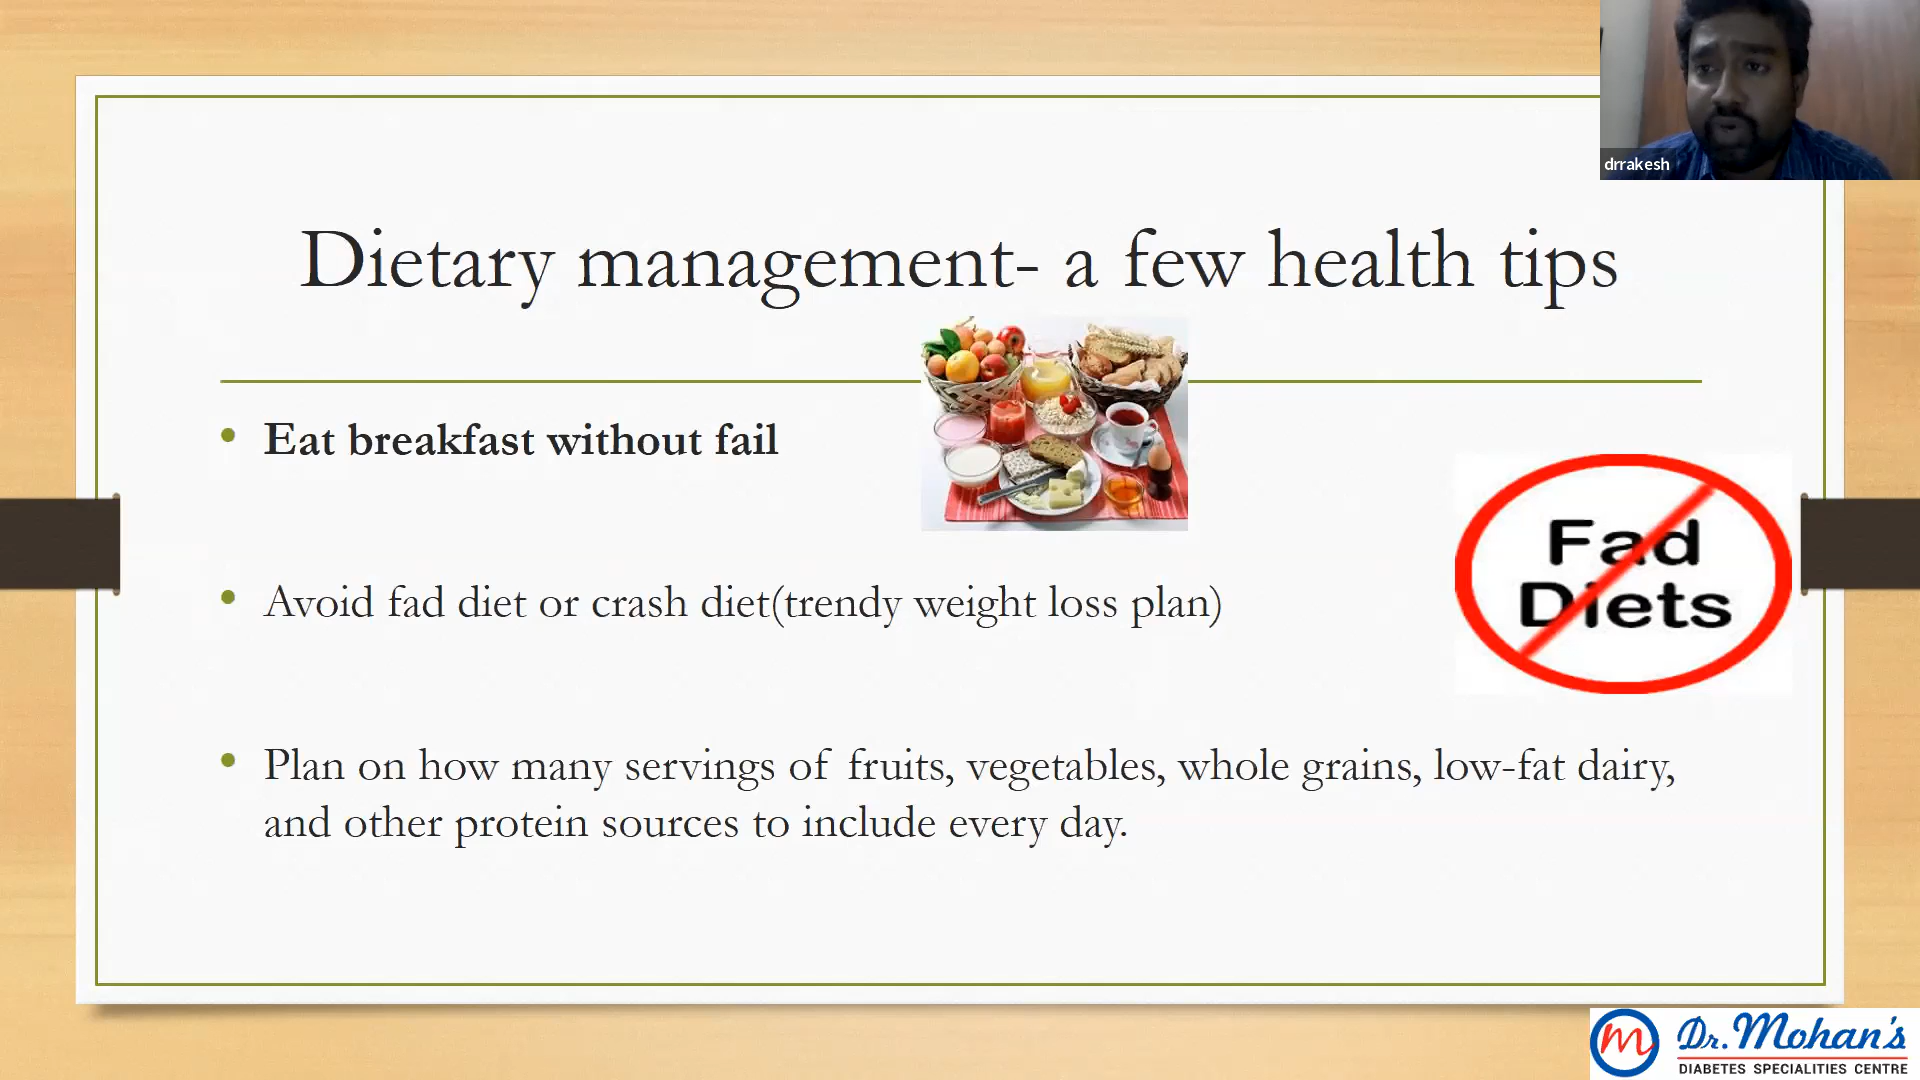 drrakesh
Dietary management- a few health tips
• Eat breakfast without fail
• Avoid fad diet or crash diet(trendy weight loss plan)
Fad
Diets
• Plan on how many servings of fruits, vegetables, whole grains, low-fat dairy,
and other protein sources to include every day.
m Dr. Mohan's
DIABETES SPECIALITIES CENTRE